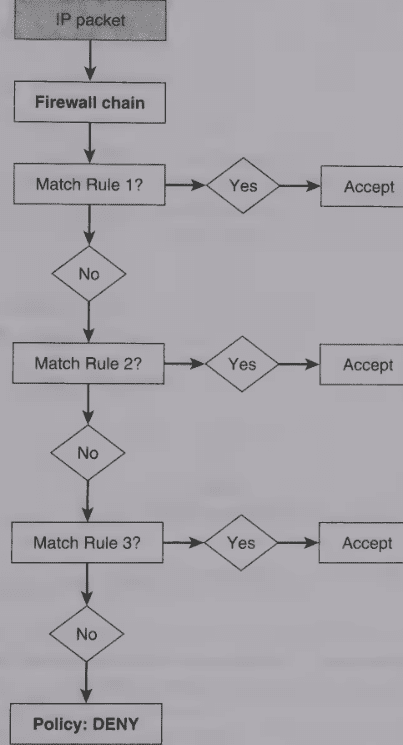 IP packet
Firewall chain
Match Rule 1?
Yes
Accept
No
Match Rule 2?
Yes
Accept
No
Match Rule 3?
Yes
Accept
No
Policy: DENY